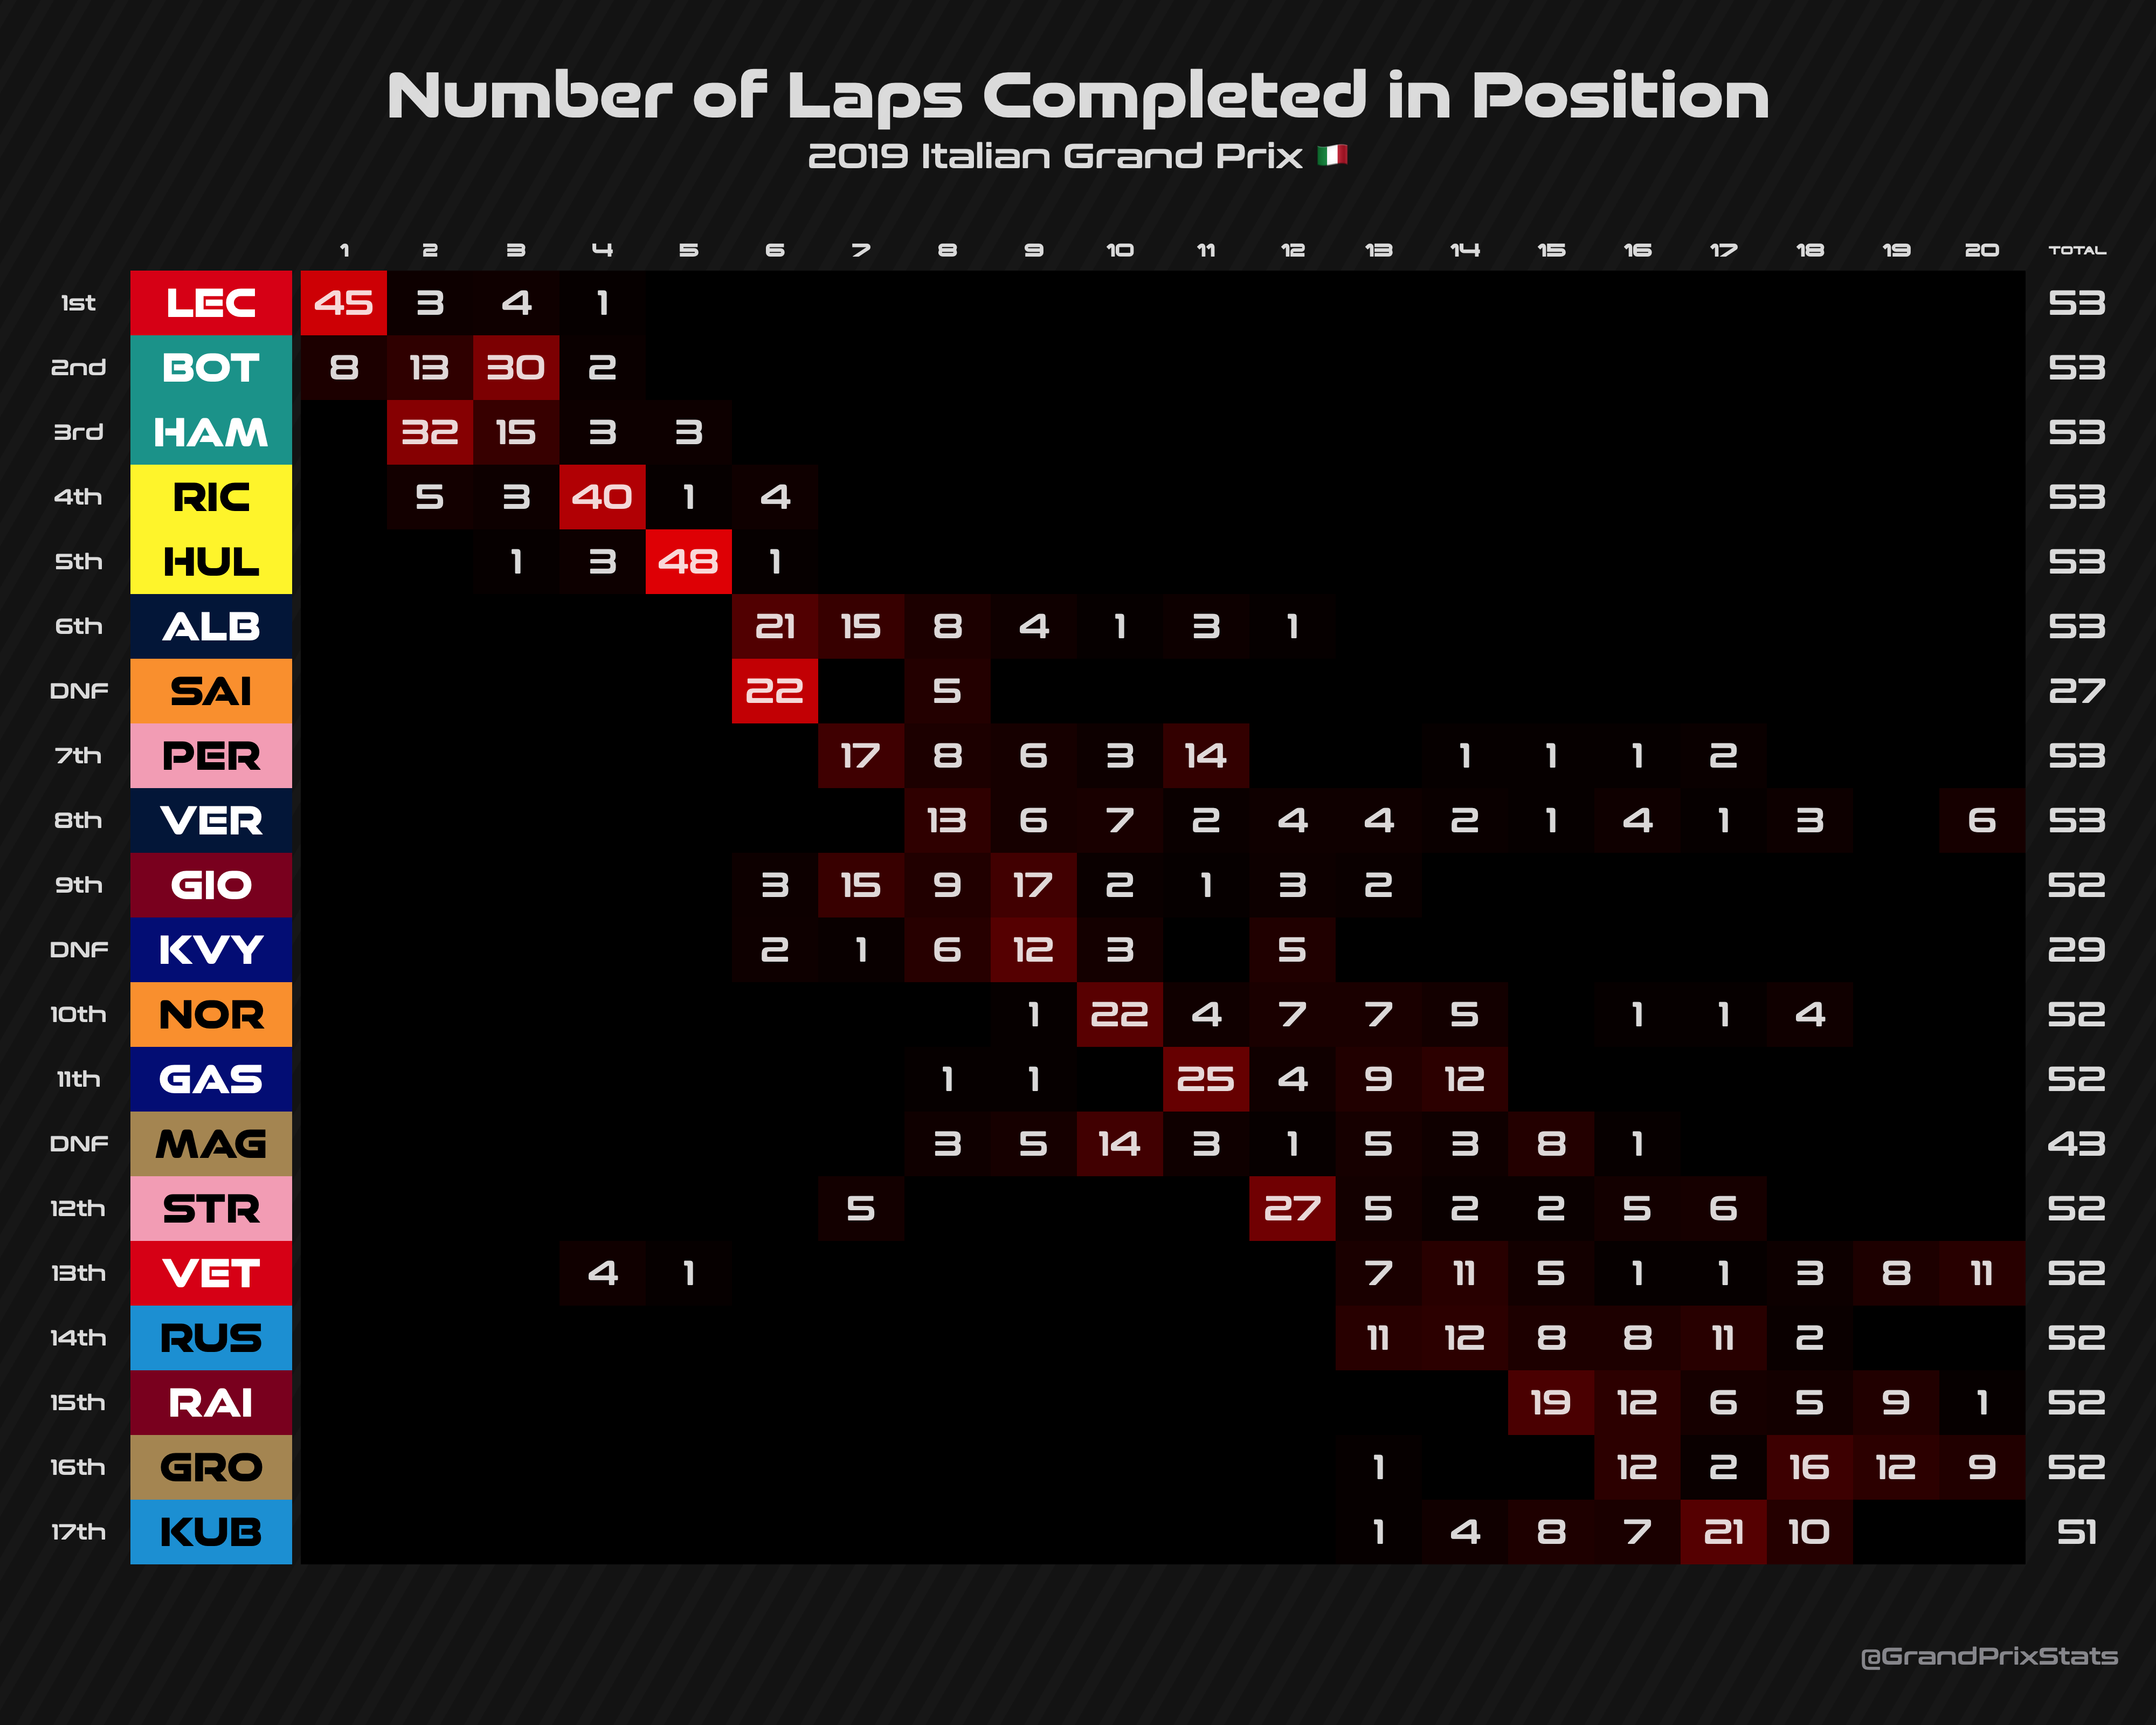 Number of Laps Completed in Position
2019 Italian Grand Prix 🇮🇹
1 2 3 4 5 6 7 8 9 10 11 12 13 14 15 16 17 18 19 20 TOTAL
1st LEC 45 3 4 1 53
2nd BOT 8 13 30 2 53
3rd HAM 32 15 3 3 53
4th RIC 5 3 40 1 4 53
5th HUL 1 3 48 1 53
6th ALB 21 15 8 4 1 3 1 53
DNF SAI 22 5 27
7th PER 17 8 6 3 14 1 1 1 2 53
8th VER 13 6 7 2 4 4 2 1 4 1 3 6 53
9th GIO 3 15 9 17 2 1 3 2 52
DNF KVY 2 1 6 12 3 5 29
10th NOR 1 22 4 7 7 5 1 1 4 52
11th GAS 1 1 25 4 9 12 52
DNF MAG 3 5 14 3 1 5 3 8 1 43
12th STR 5 27 5 2 2 5 6 52
13th VET 4 1 7 11 5 1 1 3 8 11 52
14th RUS 11 12 8 8 11 2 52
15th RAI 19 12 6 5 9 1 52
16th GRO 1 12 2 16 12 9 52
17th KUB 1 4 8 7 21 10 51
@GrandPrixStats